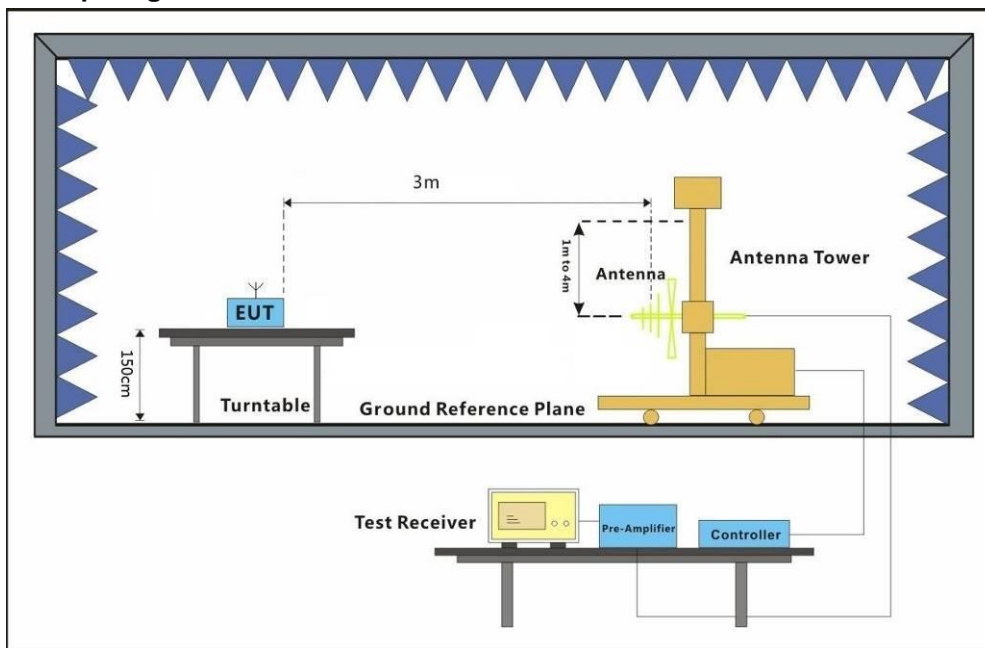 3m
1m to 4m
Antenna
Antenna Tower
EUT
150cm
Turntable
Ground Reference Plane
Test Receiver
Pre-Amplifier
Controller